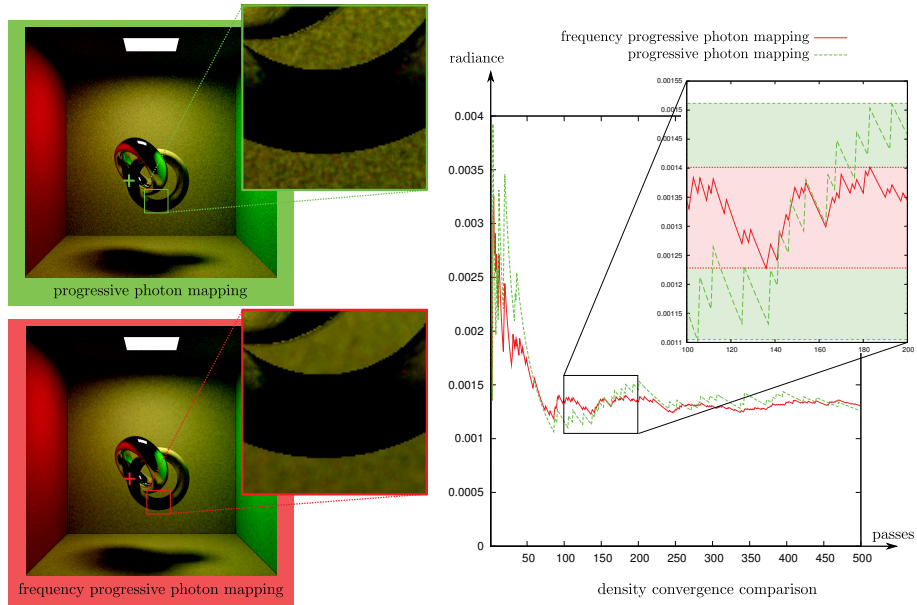 progressive photon mapping
frequency progressive photon mapping
frequency progressive photon mapping
progressive photon mapping
radiance
0.004
0.0035
0.003
0.0025
0.002
0.0015
0.001
0.0005
0
50 100 150 200 250 300 350 400 450 500
passes
0.00155
0.0015
0.00145
0.0014
0.00135
0.0013
0.00125
0.0012
0.00115
0.0011
100 120 140 160 180 200
density convergence comparison